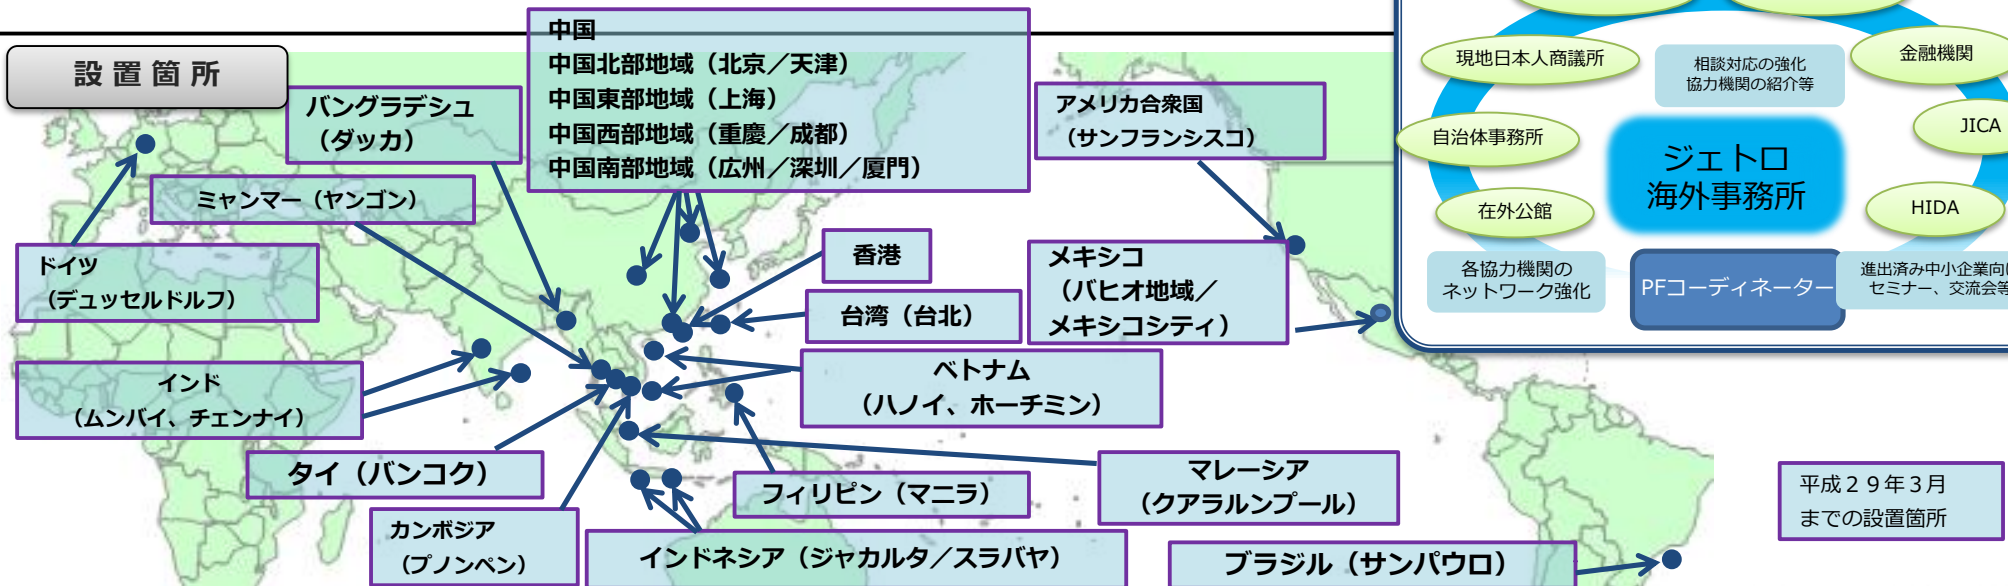 設置箇所
中国
中国北部地域（北京／天津）
中国東部地域（上海）
中国西部地域（重慶／成都）
中国南部地域（広州／深圳／厦門）
バングラデシュ
（ダッカ）
ミャンマー（ヤンゴン）
ドイツ
（デュッセルドルフ）
インド
（ムンバイ、チェンナイ）
タイ（バンコク）
カンボジア
（プノンペン）
インドネシア（ジャカルタ／スラバヤ）
フィリピン（マニラ）
マレーシア
（クアラルンプール）
ベトナム
（ハノイ、ホーチミン）
台湾（台北）
香港
アメリカ合衆国
（サンフランシスコ）
メキシコ
（バヒオ地域／
メキシコシティ）
ブラジル（サンパウロ）
現地日本人商議所
相談対応の強化
協力機関の紹介等
金融機関
自治体事務所
ジェトロ
海外事務所
JICA
在外公館
HIDA
各協力機関の
ネットワーク強化
PFコーディネーター
進出済み中小企業向け
セミナー、交流会等
平成２９年３月
までの設置箇所